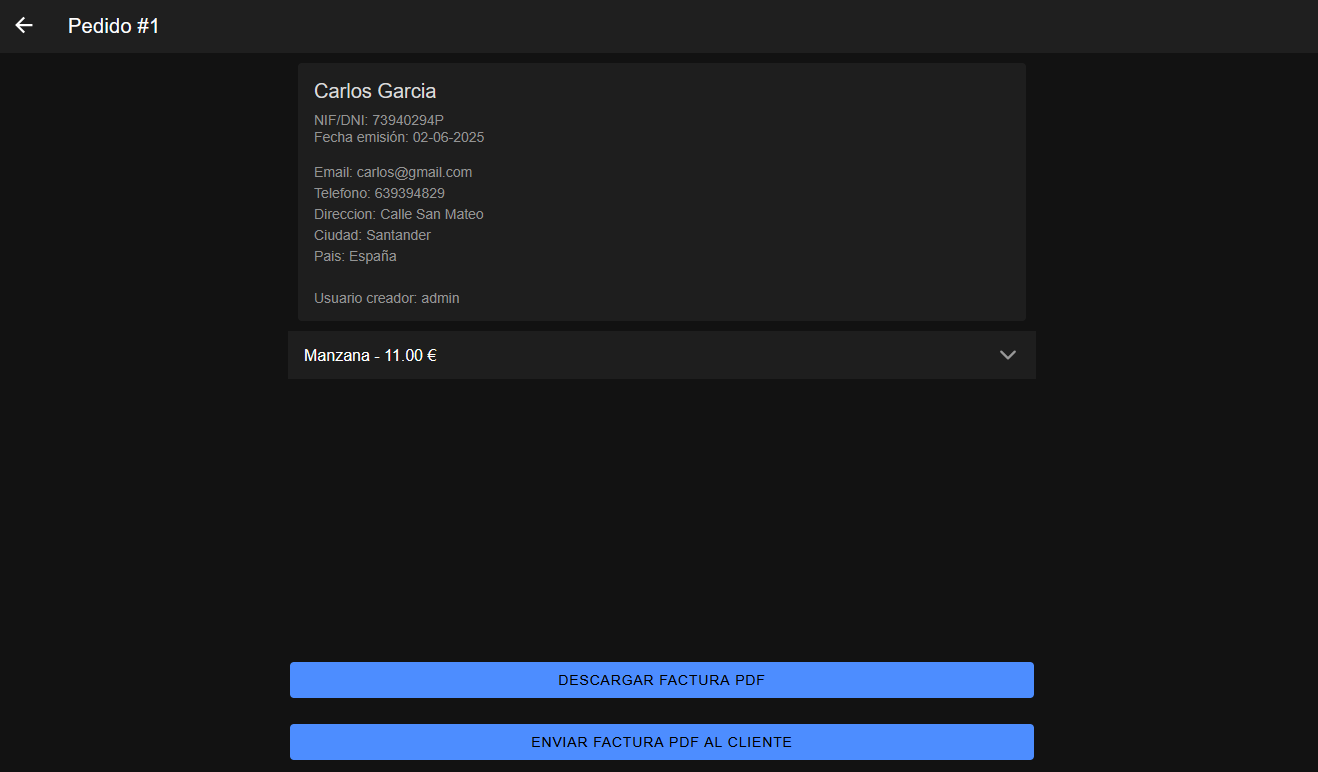 Pedido #1
Carlos Garcia
NIF/DNI: 73940294P
Fecha emisión: 02-06-2025
Email: carlos@gmail.com
Telefono: 639394829
Direccion: Calle San Mateo
Ciudad: Santander
Pais: España
Usuario creador: admin
Manzana - 11.00 €
DESCARGAR FACTURA PDF
ENVIAR FACTURA PDF AL CLIENTE